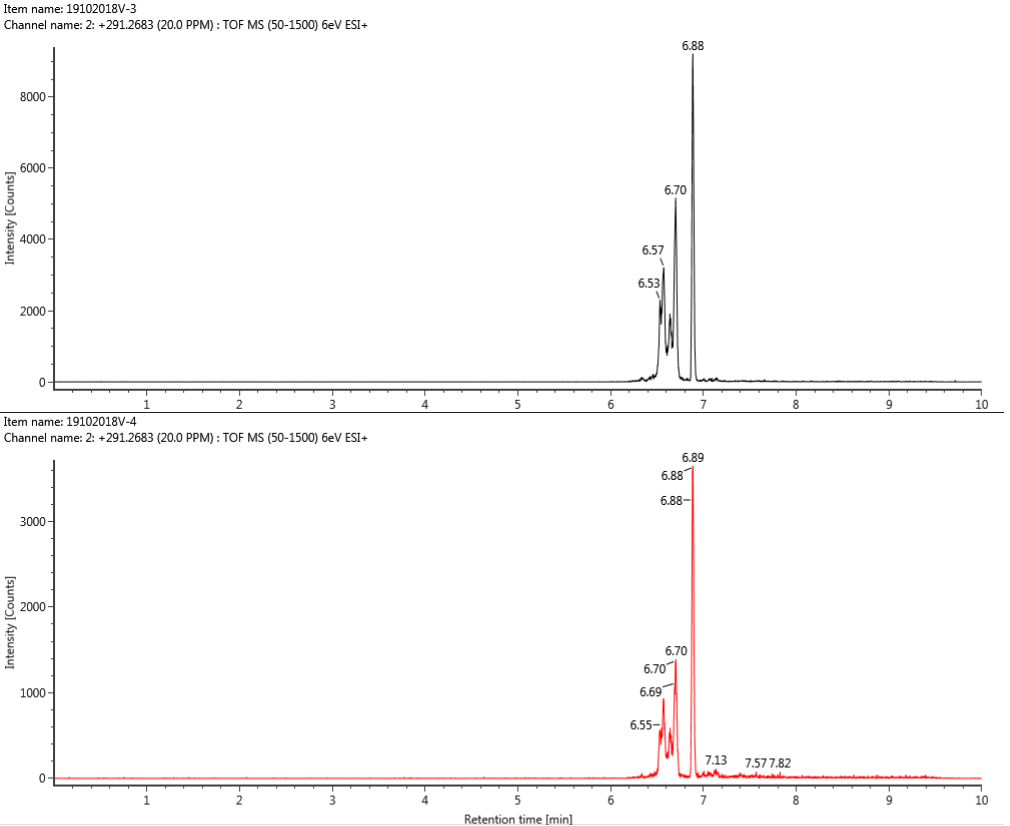 Item name: 19102018V-3
Channel name: 2: +291.2683 (20.0 PPM) : TOF MS (50-1500) 6eV ESI+
6.88
8000
6.70
6000
Intensity [Counts]
6.57
4000
6.53
2000
0
1 2 3 4 5 6 7 8 9 10
Item name: 19102018V-4
Channel name: 2: +291.2683 (20.0 PPM) : TOF MS (50-1500) 6eV ESI+
6.89
6.88
6.88
3000
Intensity [Counts]
2000
6.70
6.70
6.69
1000
6.55
7.13 7.57 7.82
0
1 2 3 4 5 6 7 8 9 10
Retention time [min]